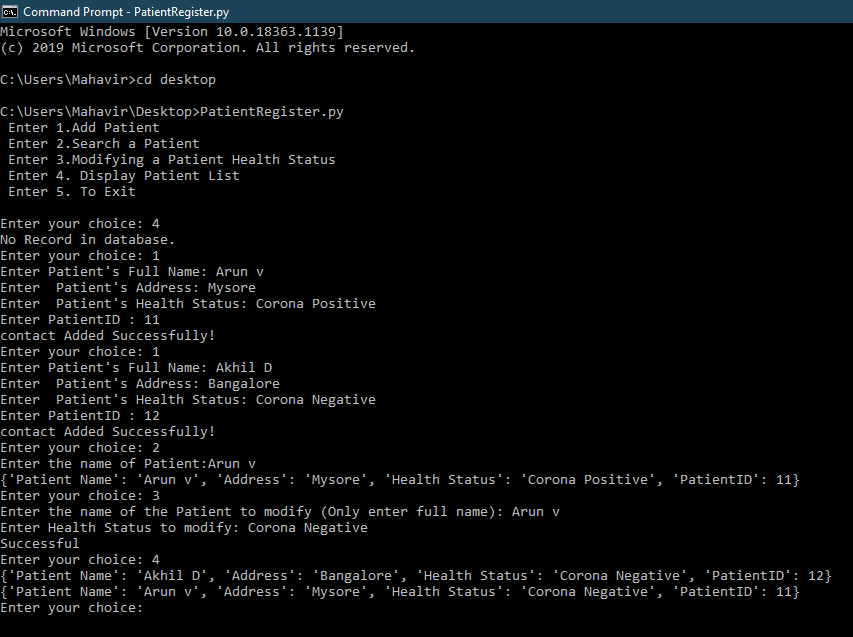 Command Prompt - PatientRegister.py
Microsoft Windows [Version 10.0.18363.1139]
(c) 2019 Microsoft Corporation. All rights reserved.
C:\Users\Mahavir>cd desktop
C:\Users\Mahavir\Desktop>PatientRegister.py
 Enter 1.Add Patient
 Enter 2.Search a Patient
 Enter 3.Modifying a Patient Health Status
 Enter 4. Display Patient List
 Enter 5. To Exit
Enter your choice: 4
No Record in database.
Enter your choice: 1
Enter Patient's Full Name: Arun v
Enter  Patient's Address: Mysore
Enter  Patient's Health Status: Corona Positive
Enter PatientID : 11
contact Added Successfully!
Enter your choice: 1
Enter Patient's Full Name: Akhil D
Enter  Patient's Address: Bangalore
Enter  Patient's Health Status: Corona Negative
Enter PatientID : 12
contact Added Successfully!
Enter your choice: 2
Enter the name of Patient:Arun v
{'Patient Name': 'Arun v', 'Address': 'Mysore', 'Health Status': 'Corona Positive', 'PatientID': 11}
Enter your choice: 3
Enter the name of the Patient to modify (Only enter full name): Arun v
Enter Health Status to modify: Corona Negative
Successful
Enter your choice: 4
{'Patient Name': 'Akhil D', 'Address': 'Bangalore', 'Health Status': 'Corona Negative', 'PatientID': 12}
{'Patient Name': 'Arun v', 'Address': 'Mysore', 'Health Status': 'Corona Negative', 'PatientID': 11}
Enter your choice: